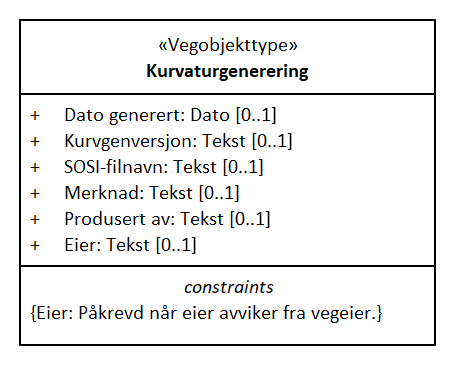 «Vegobjekttype»
Kurvaturgenerering
+ Dato generert: Dato [0..1]
+ Kurvgenversjon: Tekst [0..1]
+ SOSI-filnavn: Tekst [0..1]
+ Merknad: Tekst [0..1]
+ Produsert av: Tekst [0..1]
+ Eier: Tekst [0..1]
constraints
{Eier: Påkrevd når eier avviker fra vegeier.}